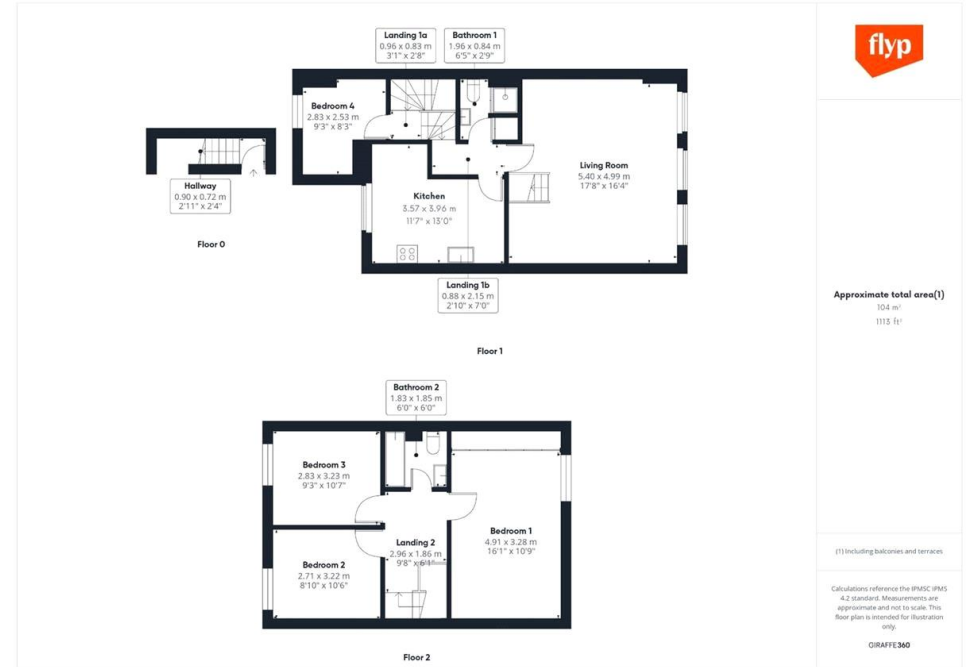 Landing 1a
0.96 x 0.83 m
3'1" x 2'8"
Bathroom 1
1.96 x 0.84 m
6'5" x 2'9"
flyp
Bedroom 4
2.83 x 2.53 m
9'3" x 8'3"
Living Room
5.40 x 4.99 m
17'8" x 16'4"
Hallway
0.90 x 0.72 m
2'11" x 2'4"
Kitchen
3.57 x 3.96 m
11'7" x 13'0"
Floor 0
Landing 1b
0.88 x 2.15 m
2'10" x 7'0"
Floor 1
Approximate total area(1)
104 m²
1113 ft²
Bathroom 2
1.83 x 1.85 m
6'0" x 6'0"
Bedroom 3
2.83 x 3.23 m
9'3" x 10'7"
Bedroom 1
4.91 x 3.28 m
16'1" x 10'9"
Landing 2
2.96 x 1.86 m
9'8" x 6'1"
Bedroom 2
2.71 x 3.22 m
8'10" x 10'6"
Floor 2
(1) Including balconies and terraces
Calculations reference the IPMSC IPMS
4.2 standard. Measurements are
approximate and not to scale. This
floor plan is intended for illustration
only.
GIRAFFE360